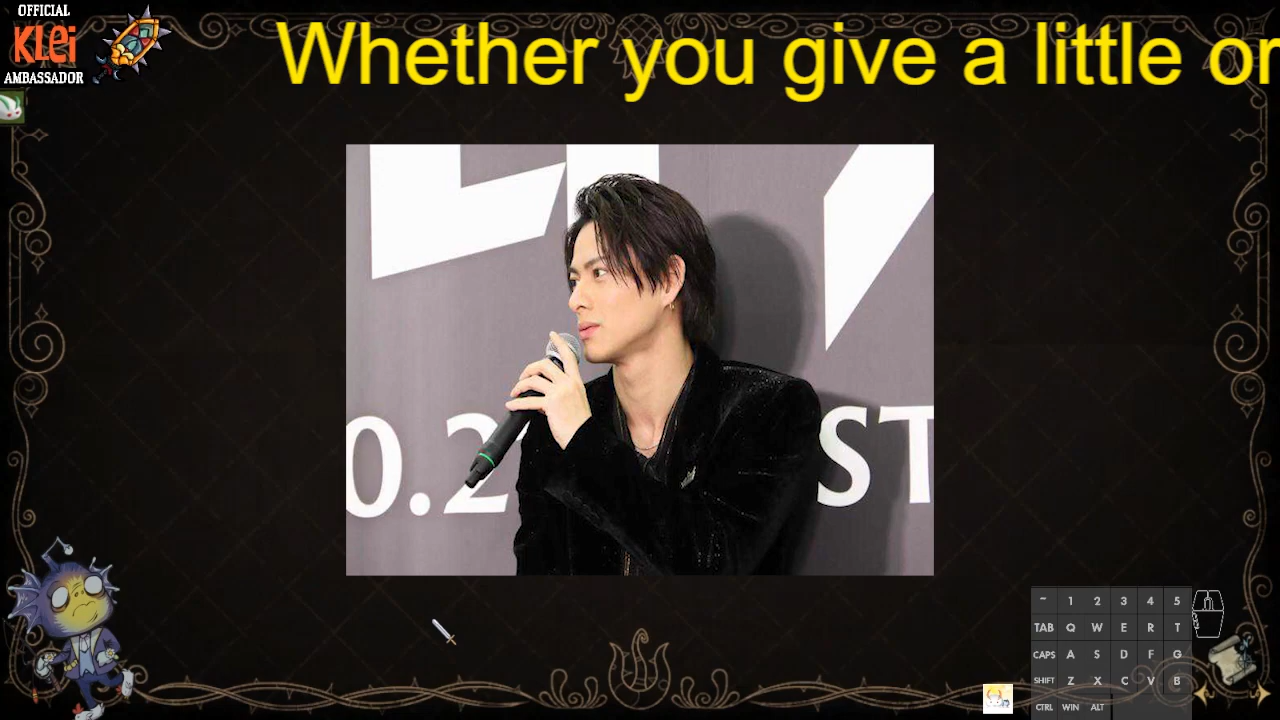 OFFICIAL
KLei
AMBASSADOR
Whether you give a little or
0.2
ST
~ 1 2 3 4 5
TAB Q W E R T
CAPS A S D F G
SHIFT Z X C V B
CTRL WIN ALT